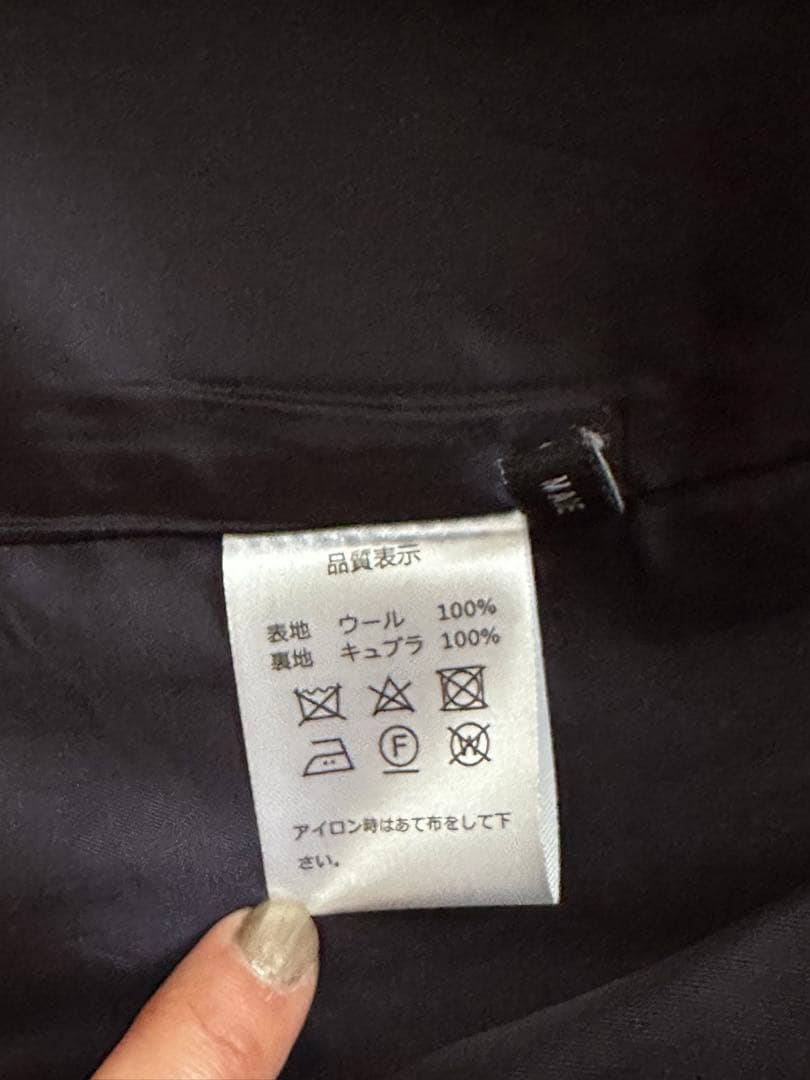 品質表示
表地 ウール 100%
裏地 キュプラ 100%
F
W
アイロン時はあて布をして下
さい。